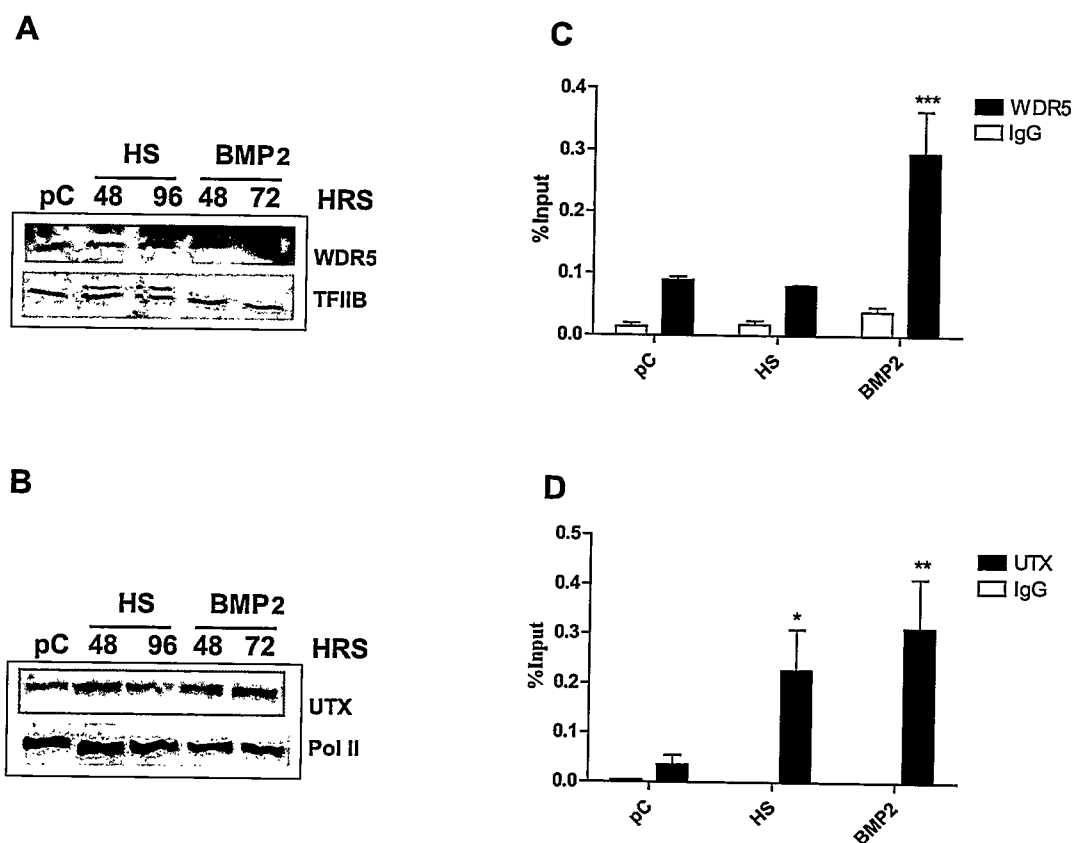 A
HS BMP2
pC 48 96 48 72 HRS
WDR5
TFIIB
C
0.4
0.3
0.2
0.1
0.0
%Input
***
WDR5
IgG
pC HS BMP2
B
HS BMP2
pC 48 96 48 72 HRS
UTX
Pol II
D
0.5
0.4
0.3
0.2
0.1
0.0
%Input
*
**
UTX
IgG
pC HS BMP2